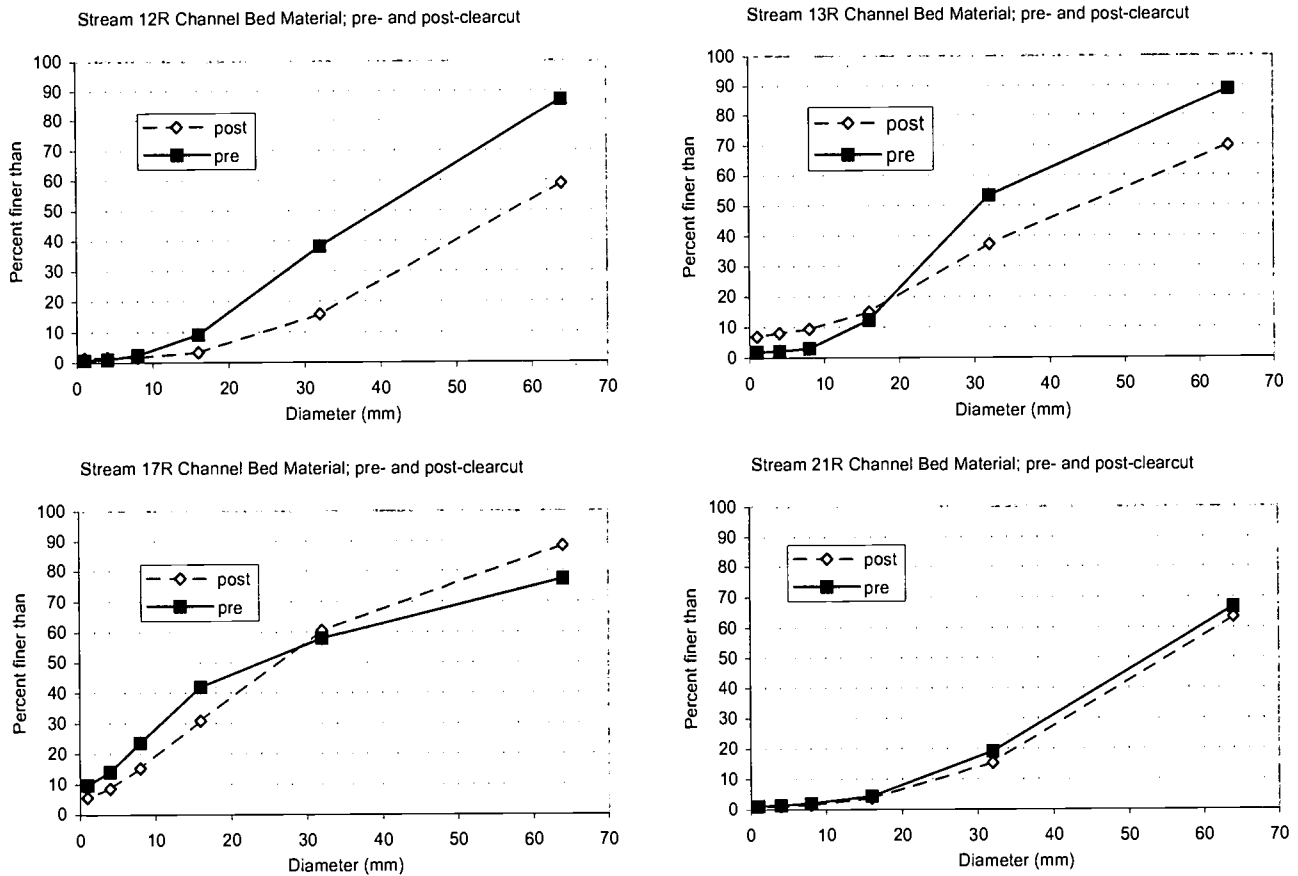 Stream 12R Channel Bed Material; pre- and post-clearcut
100
90
80
70
60
50
40
30
20
10
0
Percent finer than
post
pre
0 10 20 30 40 50 60 70
Diameter (mm)
Stream 13R Channel Bed Material; pre- and post-clearcut
100
90
80
70
60
50
40
30
20
10
0
Percent finer than
post
pre
0 10 20 30 40 50 60 70
Diameter (mm)
Stream 17R Channel Bed Material; pre- and post-clearcut
100
90
80
70
60
50
40
30
20
10
0
Percent finer than
post
pre
0 10 20 30 40 50 60 70
Diameter (mm)
Stream 21R Channel Bed Material; pre- and post-clearcut
100
90
80
70
60
50
40
30
20
10
0
Percent finer than
post
pre
0 10 20 30 40 50 60 70
Diameter (mm)